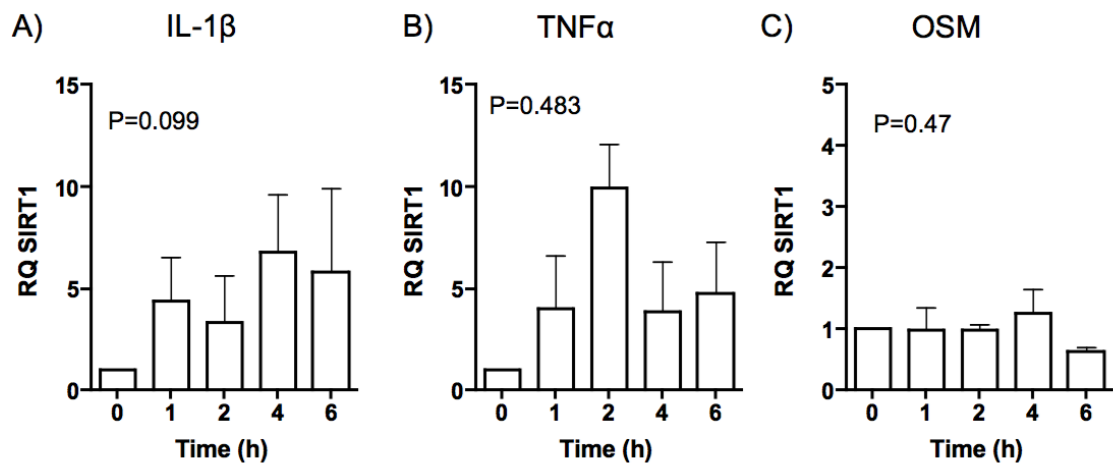 A) IL-1β
15
10
5
0
P=0.099
RQ SIRT1
0 1 2 4 6
Time (h)
B) TNFα
15
10
5
0
P=0.483
RQ SIRT1
0 1 2 4 6
Time (h)
C) OSM
5
4
3
2
1
0
P=0.47
RQ SIRT1
0 1 2 4 6
Time (h)